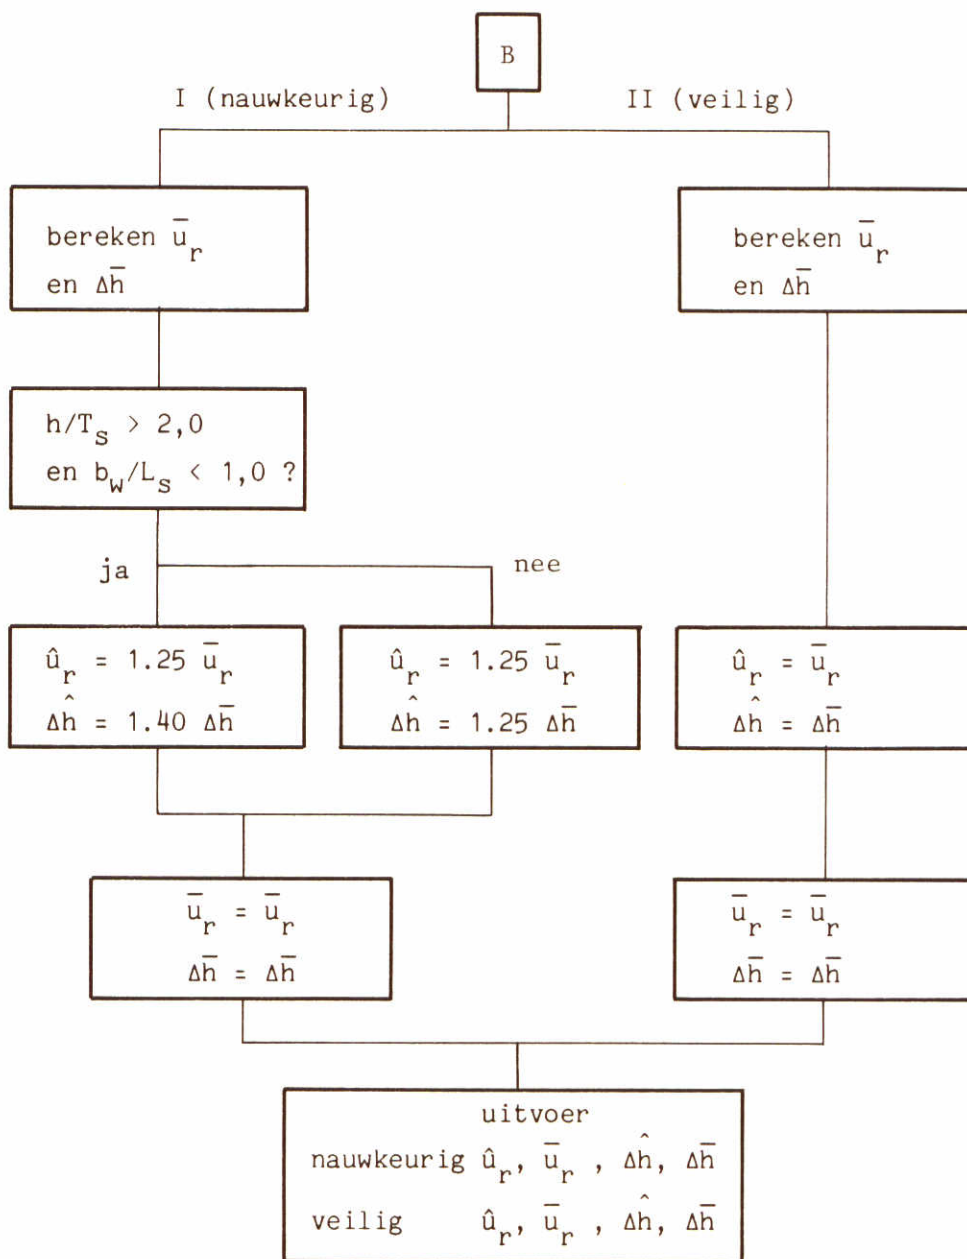 B
I (nauwkeurig)
II (veilig)
bereken ū_r
en Δh̄
bereken ū_r
en Δh̄
h/T_s > 2,0
en b_w/L_s < 1,0 ?
ja
nee
û_r = 1.25 ū_r
Δĥ = 1.40 Δh̄
û_r = 1.25 ū_r
Δĥ = 1.25 Δh̄
û_r = ū_r
Δĥ = Δh̄
ū_r = ū_r
Δh̄ = Δh̄
ū_r = ū_r
Δh̄ = Δh̄
uitvoer
nauwkeurig û_r, ū_r , Δĥ, Δh̄
veilig û_r, ū_r , Δĥ, Δh̄